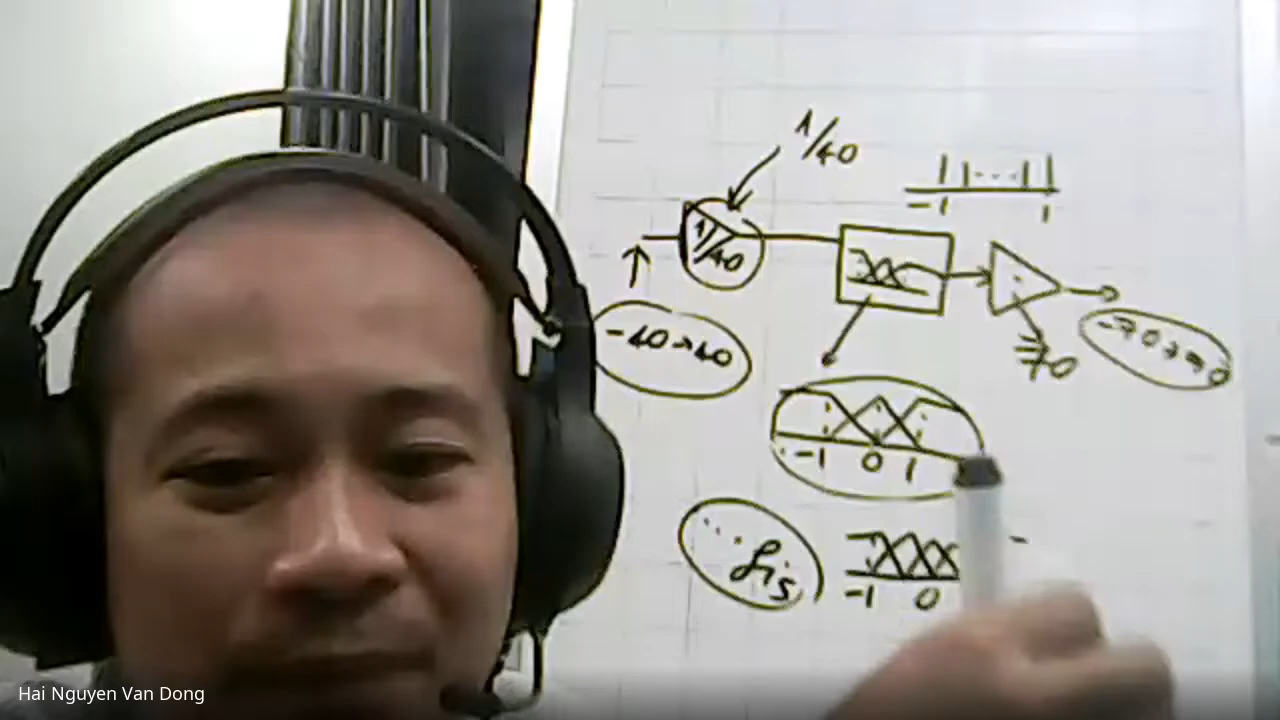 1/40
-1 1
1/40
-40→40
70
-70→70
-1 0 1
...fis
-1 0
Hai Nguyen Van Dong